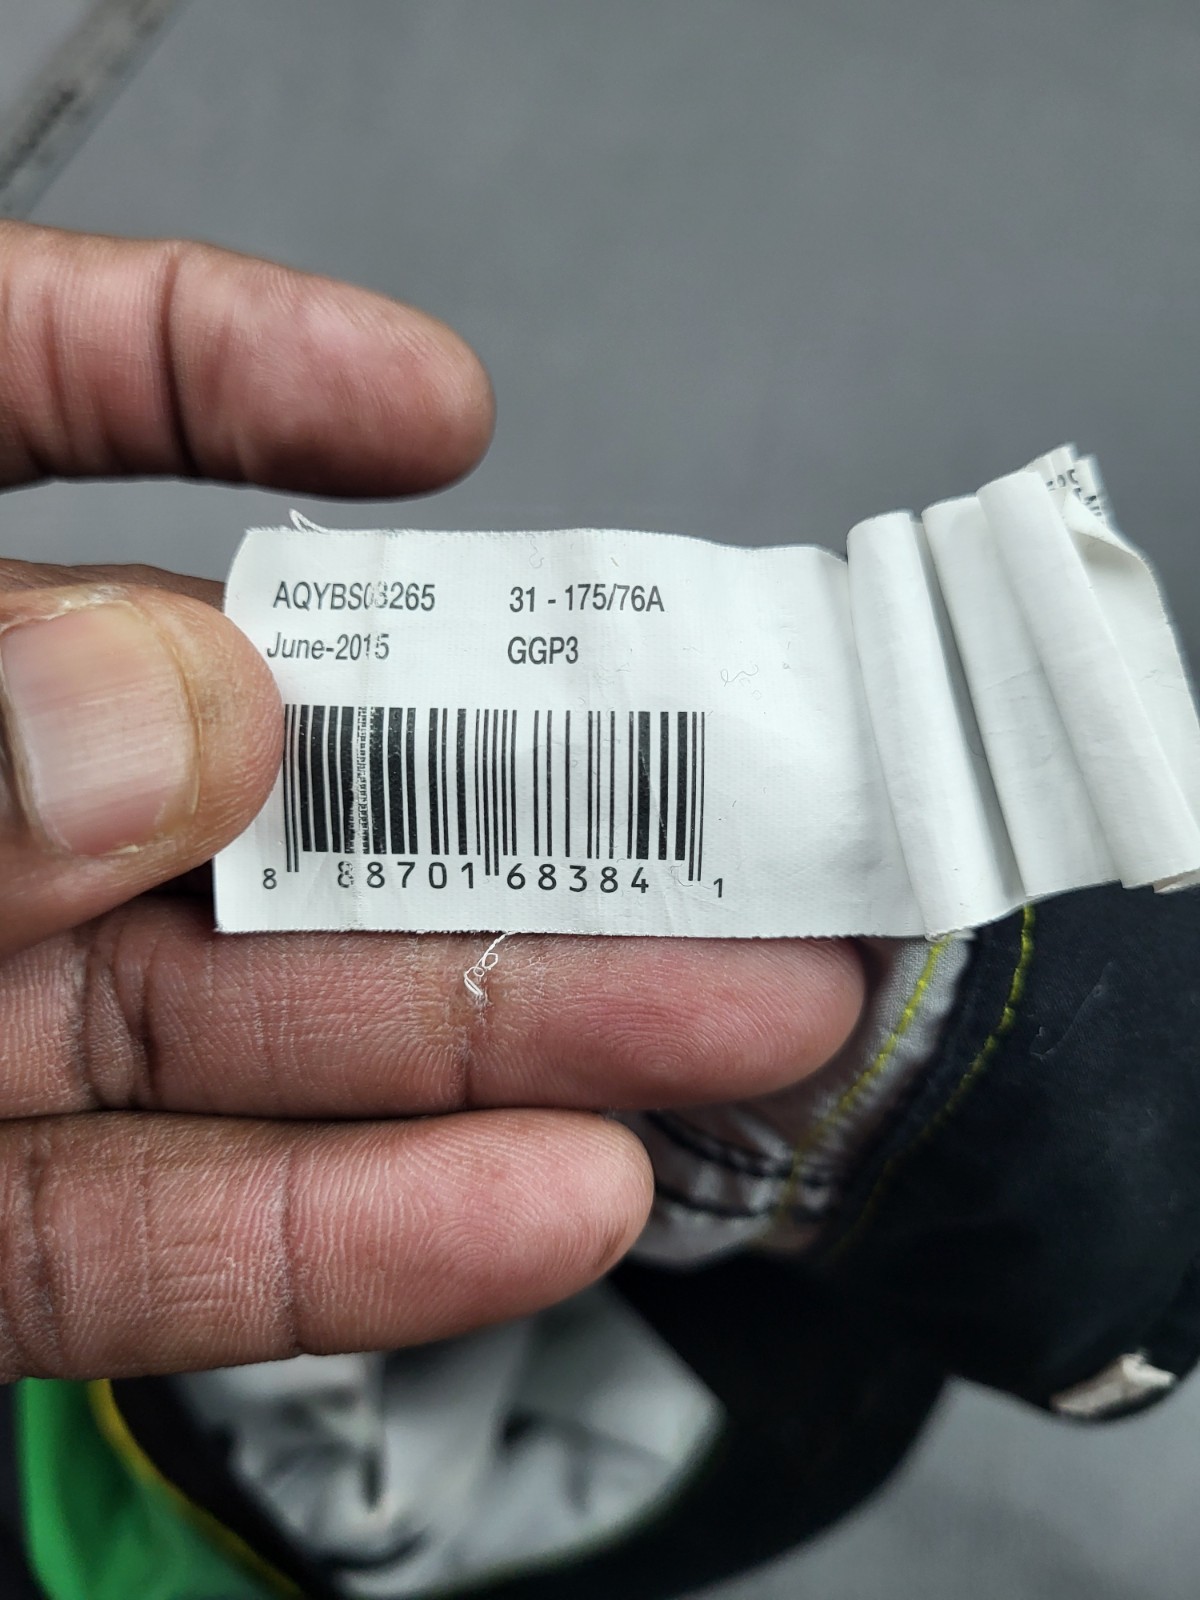 AQYBS03265 31 - 175/76A
June-2015 GGP3
8 88701 68384 1